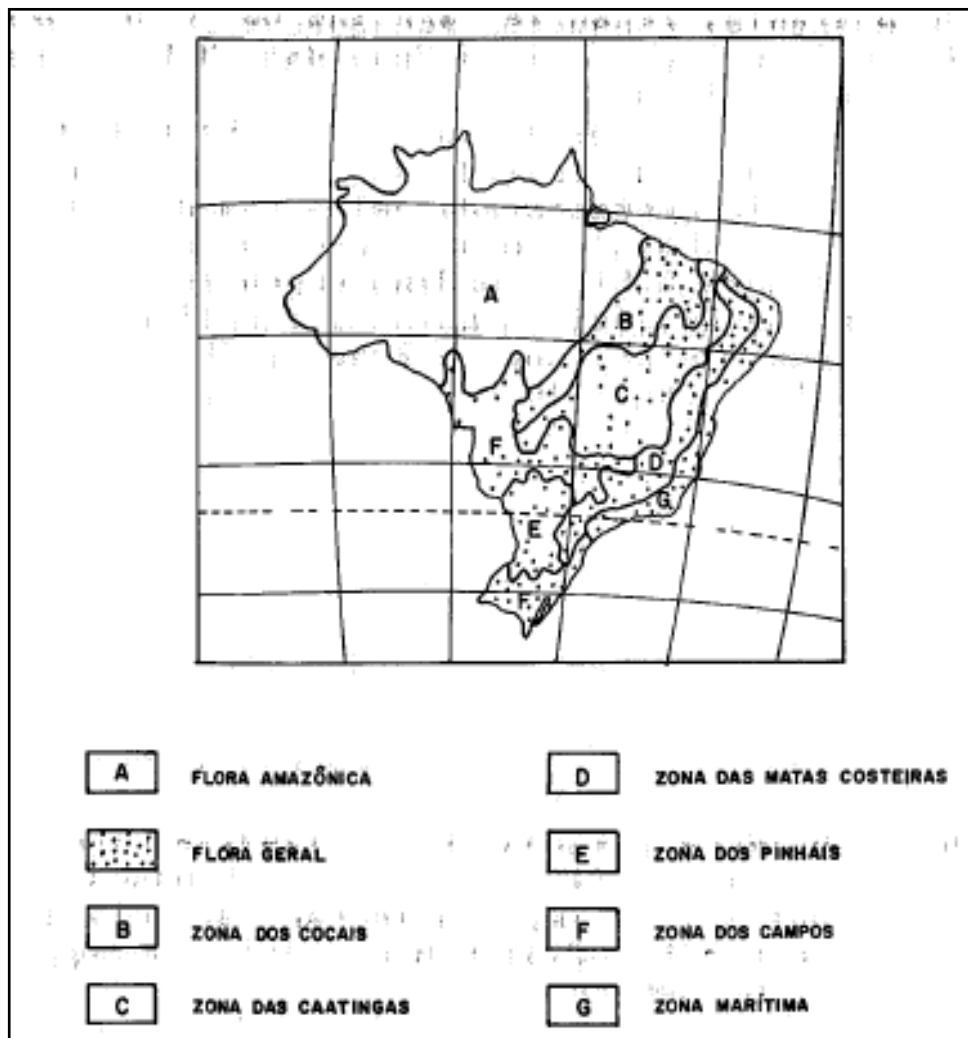 A
B
C
F
D
G
E
F
A FLORA AMAZÔNICA
FLORA GERAL
B ZONA DOS COCAIS
C ZONA DAS CAATINGAS
D ZONA DAS MATAS COSTEIRAS
E ZONA DOS PINHÁIS
F ZONA DOS CAMPOS
G ZONA MARÍTIMA